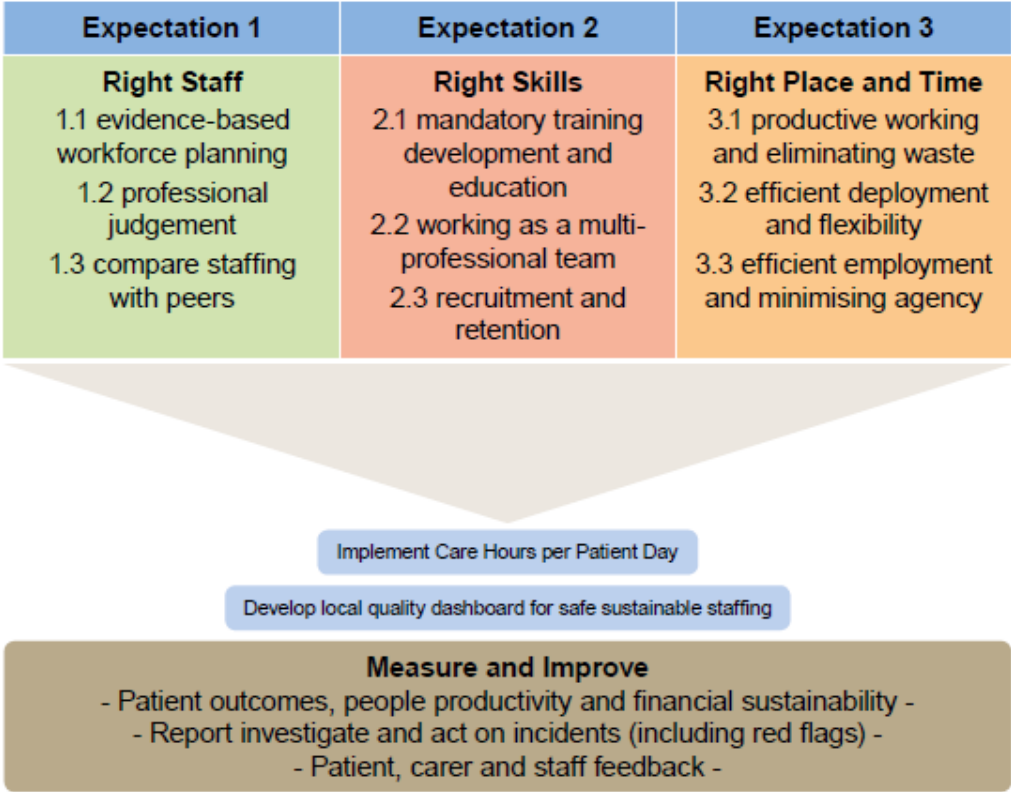 Expectation 1
Expectation 2
Expectation 3
Right Staff
1.1 evidence-based
workforce planning
1.2 professional
judgement
1.3 compare staffing
with peers
Right Skills
2.1 mandatory training
development and
education
2.2 working as a multi-
professional team
2.3 recruitment and
retention
Right Place and Time
3.1 productive working
and eliminating waste
3.2 efficient deployment
and flexibility
3.3 efficient employment
and minimising agency
Implement Care Hours per Patient Day
Develop local quality dashboard for safe sustainable staffing
Measure and Improve
- Patient outcomes, people productivity and financial sustainability -
- Report investigate and act on incidents (including red flags) -
- Patient, carer and staff feedback -